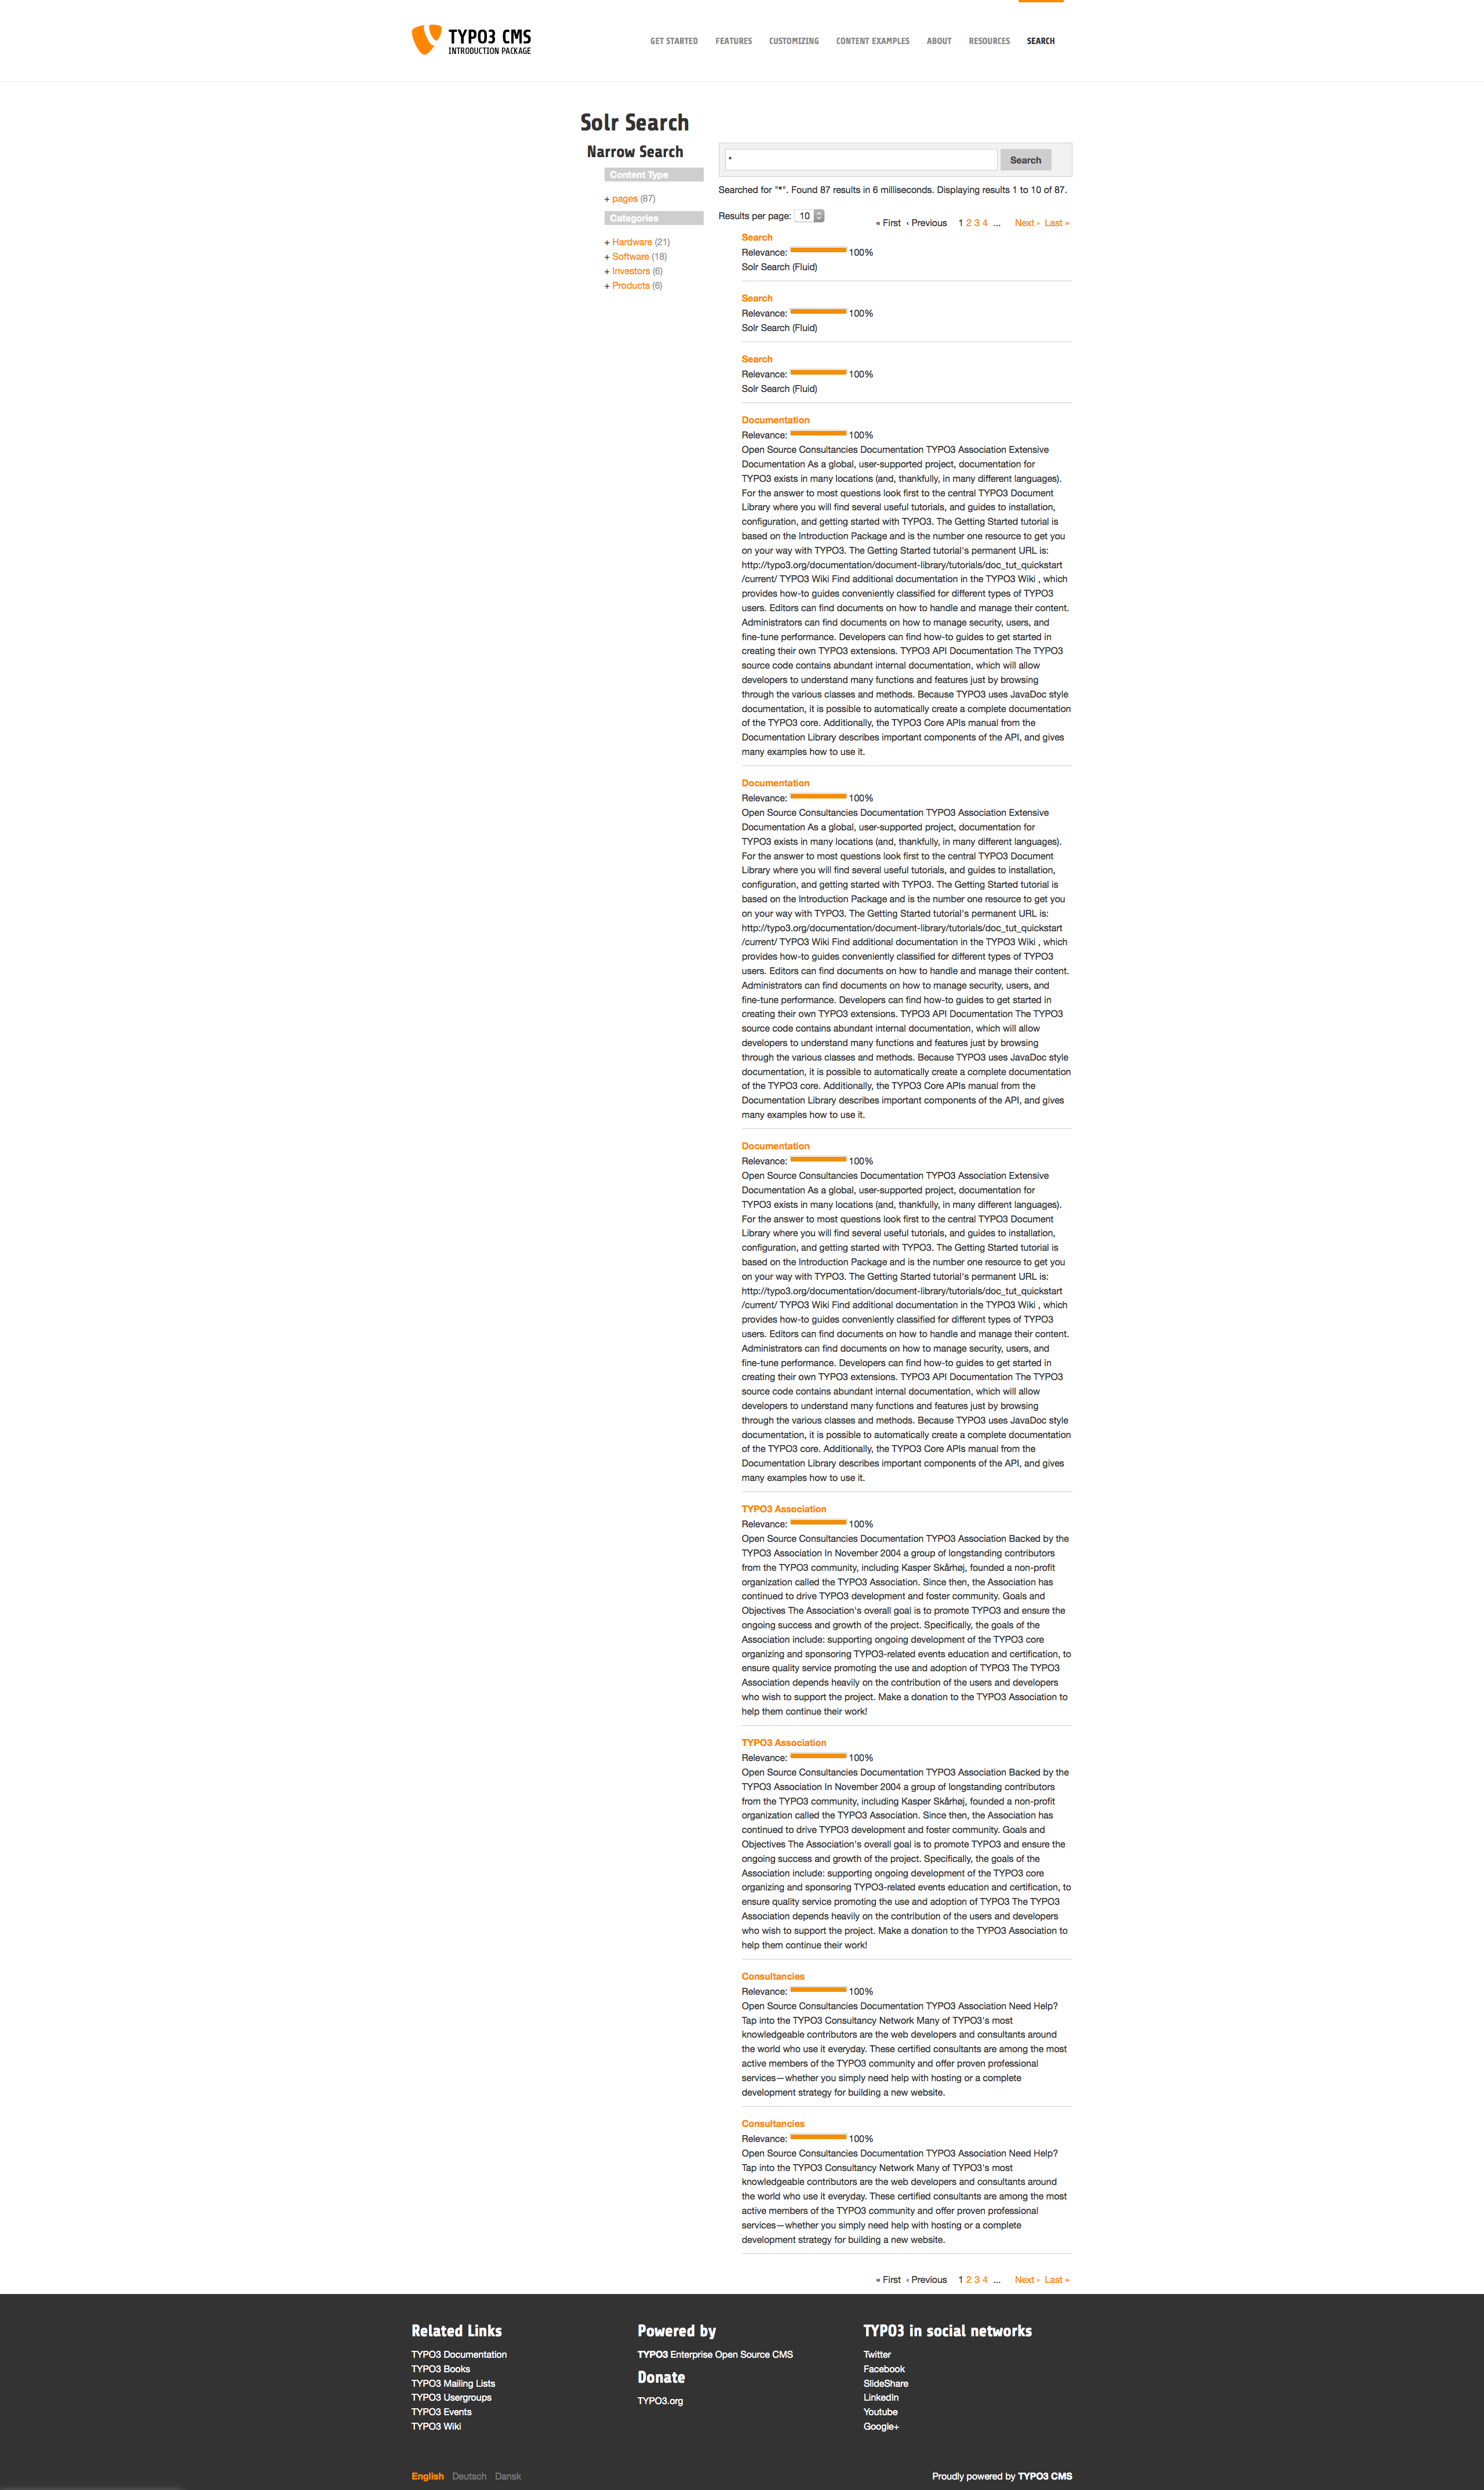 TYPO3 CMS
INTRODUCTION PACKAGE
GET STARTED FEATURES CUSTOMIZING CONTENT EXAMPLES ABOUT RESOURCES SEARCH
Solr Search
Narrow Search
Content Type
+ pages (87)
Categories
+ Hardware (21)
+ Software (18)
+ Investors (6)
+ Products (6)
* Search
Searched for "*". Found 87 results in 6 milliseconds. Displaying results 1 to 10 of 87.
Results per page: 10
« First ‹ Previous 1 2 3 4 ... Next › Last »
Search
Relevance: 100%
Solr Search (Fluid)
Search
Relevance: 100%
Solr Search (Fluid)
Search
Relevance: 100%
Solr Search (Fluid)
Documentation
Relevance: 100%
Open Source Consultancies Documentation TYPO3 Association Extensive
Documentation As a global, user-supported project, documentation for
TYPO3 exists in many locations (and, thankfully, in many different languages).
For the answer to most questions look first to the central TYPO3 Document
Library where you will find several useful tutorials, and guides to installation,
configuration, and getting started with TYPO3. The Getting Started tutorial is
based on the Introduction Package and is the number one resource to get you
on your way with TYPO3. The Getting Started tutorial's permanent URL is:
http://typo3.org/documentation/document-library/tutorials/doc_tut_quickstart
/current/ TYPO3 Wiki Find additional documentation in the TYPO3 Wiki , which
provides how-to guides conveniently classified for different types of TYPO3
users. Editors can find documents on how to handle and manage their content.
Administrators can find documents on how to manage security, users, and
fine-tune performance. Developers can find how-to guides to get started in
creating their own TYPO3 extensions. TYPO3 API Documentation The TYPO3
source code contains abundant internal documentation, which will allow
developers to understand many functions and features just by browsing
through the various classes and methods. Because TYPO3 uses JavaDoc style
documentation, it is possible to automatically create a complete documentation
of the TYPO3 core. Additionally, the TYPO3 Core APIs manual from the
Documentation Library describes important components of the API, and gives
many examples how to use it.
Documentation
Relevance: 100%
Open Source Consultancies Documentation TYPO3 Association Extensive
Documentation As a global, user-supported project, documentation for
TYPO3 exists in many locations (and, thankfully, in many different languages).
For the answer to most questions look first to the central TYPO3 Document
Library where you will find several useful tutorials, and guides to installation,
configuration, and getting started with TYPO3. The Getting Started tutorial is
based on the Introduction Package and is the number one resource to get you
on your way with TYPO3. The Getting Started tutorial's permanent URL is:
http://typo3.org/documentation/document-library/tutorials/doc_tut_quickstart
/current/ TYPO3 Wiki Find additional documentation in the TYPO3 Wiki , which
provides how-to guides conveniently classified for different types of TYPO3
users. Editors can find documents on how to handle and manage their content.
Administrators can find documents on how to manage security, users, and
fine-tune performance. Developers can find how-to guides to get started in
creating their own TYPO3 extensions. TYPO3 API Documentation The TYPO3
source code contains abundant internal documentation, which will allow
developers to understand many functions and features just by browsing
through the various classes and methods. Because TYPO3 uses JavaDoc style
documentation, it is possible to automatically create a complete documentation
of the TYPO3 core. Additionally, the TYPO3 Core APIs manual from the
Documentation Library describes important components of the API, and gives
many examples how to use it.
Documentation
Relevance: 100%
Open Source Consultancies Documentation TYPO3 Association Extensive
Documentation As a global, user-supported project, documentation for
TYPO3 exists in many locations (and, thankfully, in many different languages).
For the answer to most questions look first to the central TYPO3 Document
Library where you will find several useful tutorials, and guides to installation,
configuration, and getting started with TYPO3. The Getting Started tutorial is
based on the Introduction Package and is the number one resource to get you
on your way with TYPO3. The Getting Started tutorial's permanent URL is:
http://typo3.org/documentation/document-library/tutorials/doc_tut_quickstart
/current/ TYPO3 Wiki Find additional documentation in the TYPO3 Wiki , which
provides how-to guides conveniently classified for different types of TYPO3
users. Editors can find documents on how to handle and manage their content.
Administrators can find documents on how to manage security, users, and
fine-tune performance. Developers can find how-to guides to get started in
creating their own TYPO3 extensions. TYPO3 API Documentation The TYPO3
source code contains abundant internal documentation, which will allow
developers to understand many functions and features just by browsing
through the various classes and methods. Because TYPO3 uses JavaDoc style
documentation, it is possible to automatically create a complete documentation
of the TYPO3 core. Additionally, the TYPO3 Core APIs manual from the
Documentation Library describes important components of the API, and gives
many examples how to use it.
TYPO3 Association
Relevance: 100%
Open Source Consultancies Documentation TYPO3 Association Backed by the
TYPO3 Association In November 2004 a group of longstanding contributors
from the TYPO3 community, including Kasper Skårhøj, founded a non-profit
organization called the TYPO3 Association. Since then, the Association has
continued to drive TYPO3 development and foster community. Goals and
Objectives The Association's overall goal is to promote TYPO3 and ensure the
ongoing success and growth of the project. Specifically, the goals of the
Association include: supporting ongoing development of the TYPO3 core
organizing and sponsoring TYPO3-related events education and certification, to
ensure quality service promoting the use and adoption of TYPO3 The TYPO3
Association depends heavily on the contribution of the users and developers
who wish to support the project. Make a donation to the TYPO3 Association to
help them continue their work!
TYPO3 Association
Relevance: 100%
Open Source Consultancies Documentation TYPO3 Association Backed by the
TYPO3 Association In November 2004 a group of longstanding contributors
from the TYPO3 community, including Kasper Skårhøj, founded a non-profit
organization called the TYPO3 Association. Since then, the Association has
continued to drive TYPO3 development and foster community. Goals and
Objectives The Association's overall goal is to promote TYPO3 and ensure the
ongoing success and growth of the project. Specifically, the goals of the
Association include: supporting ongoing development of the TYPO3 core
organizing and sponsoring TYPO3-related events education and certification, to
ensure quality service promoting the use and adoption of TYPO3 The TYPO3
Association depends heavily on the contribution of the users and developers
who wish to support the project. Make a donation to the TYPO3 Association to
help them continue their work!
Consultancies
Relevance: 100%
Open Source Consultancies Documentation TYPO3 Association Need Help?
Tap into the TYPO3 Consultancy Network Many of TYPO3's most
knowledgeable contributors are the web developers and consultants around
the world who use it everyday. These certified consultants are among the most
active members of the TYPO3 community and offer proven professional
services—whether you simply need help with hosting or a complete
development strategy for building a new website.
Consultancies
Relevance: 100%
Open Source Consultancies Documentation TYPO3 Association Need Help?
Tap into the TYPO3 Consultancy Network Many of TYPO3's most
knowledgeable contributors are the web developers and consultants around
the world who use it everyday. These certified consultants are among the most
active members of the TYPO3 community and offer proven professional
services—whether you simply need help with hosting or a complete
development strategy for building a new website.
« First ‹ Previous 1 2 3 4 ... Next › Last »
Related Links
TYPO3 Documentation
TYPO3 Books
TYPO3 Mailing Lists
TYPO3 Usergroups
TYPO3 Events
TYPO3 Wiki
Powered by
TYPO3 Enterprise Open Source CMS
Donate
TYPO3.org
TYPO3 in social networks
Twitter
Facebook
SlideShare
LinkedIn
Youtube
Google+
English Deutsch Dansk
Proudly powered by TYPO3 CMS